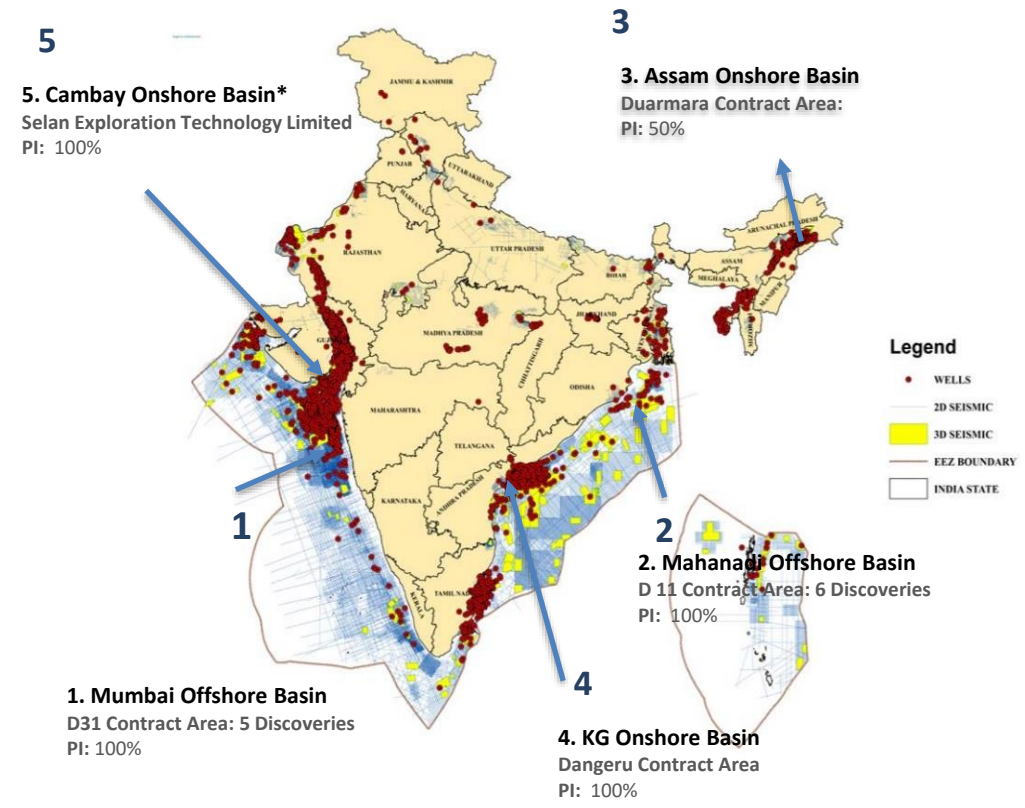 5
3
5. Cambay Onshore Basin*
Selan Exploration Technology Limited
PI: 100%
3. Assam Onshore Basin
Duarmara Contract Area:
PI: 50%
JAMMU & KASHMIR
PUNJAB
UTTARAKHAND
HARYANA
RAJASTHAN
UTTAR PRADESH
ARUNACHAL PRADESH
ASSAM
MEGHALAYA
MANIPUR
BIHAR
JHARKHAND
MADHYA PRADESH
CHHATTISGARH
ODISHA
MAHARASHTRA
TELANGANA
KARNATAKA
ANDHRA PRADESH
KERALA
TAMIL NAD
Legend
WELLS
2D SEISMIC
3D SEISMIC
EEZ BOUNDARY
INDIA STATE
1
2
2. Mahanadi Offshore Basin
D 11 Contract Area: 6 Discoveries
PI: 100%
4
1. Mumbai Offshore Basin
D31 Contract Area: 5 Discoveries
PI: 100%
4. KG Onshore Basin
Dangeru Contract Area
PI: 100%